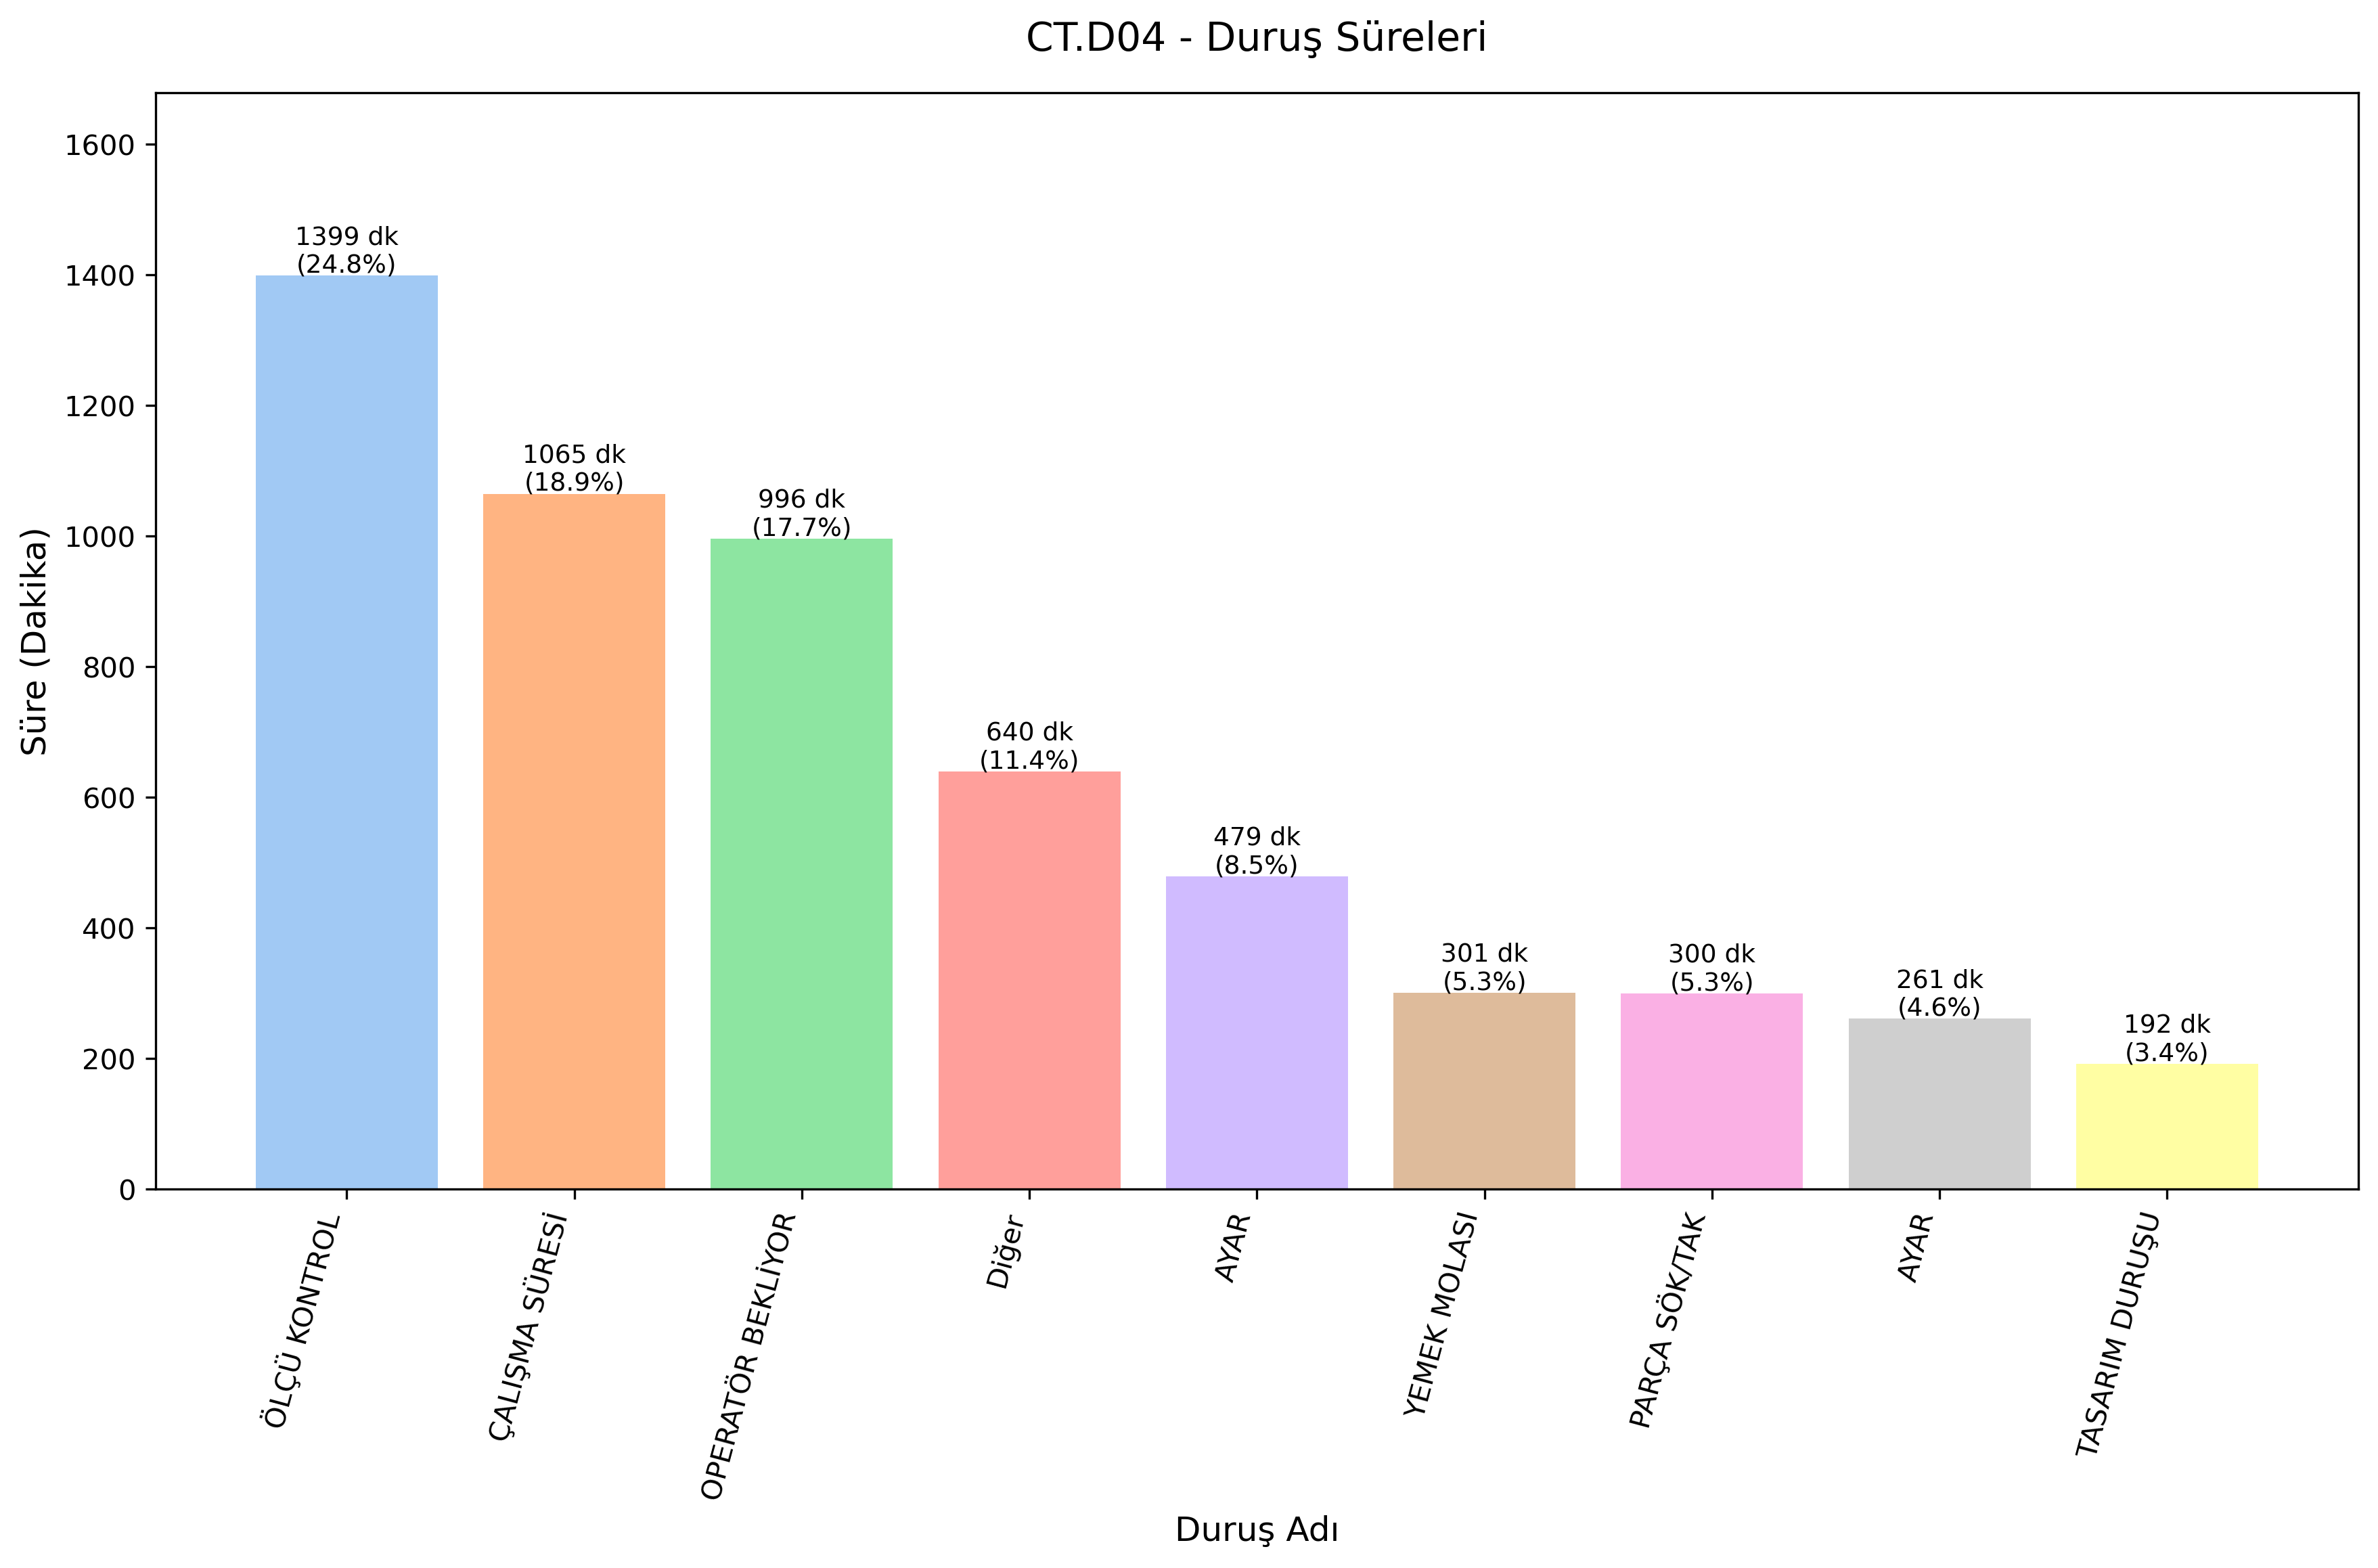 CT.D04 - Duruş Süreleri
Süre (Dakika)
1600
1400
1200
1000
800
600
400
200
0
1399 dk
(24.8%)
1065 dk
(18.9%)
996 dk
(17.7%)
640 dk
(11.4%)
479 dk
(8.5%)
301 dk
(5.3%)
300 dk
(5.3%)
261 dk
(4.6%)
192 dk
(3.4%)
ÖLÇÜ KONTROL
ÇALIŞMA SÜRESİ
OPERATÖR BEKLİYOR
Diğer
AYAR
YEMEK MOLASI
PARÇA SÖK/TAK
AYAR
TASARIM DURUŞU
Duruş Adı